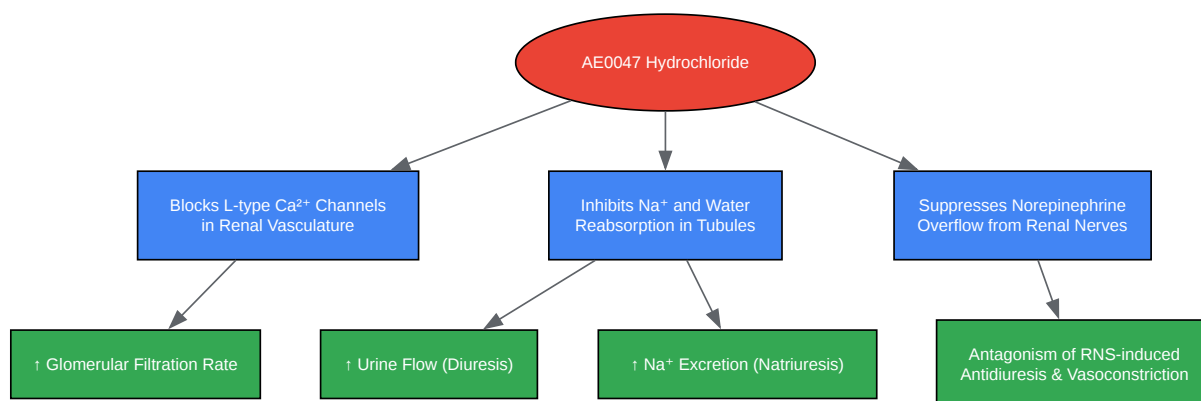 AE0047 Hydrochloride
Blocks L-type Ca²⁺ Channels
in Renal Vasculature
Inhibits Na⁺ and Water
Reabsorption in Tubules
Suppresses Norepinephrine
Overflow from Renal Nerves
↑ Glomerular Filtration Rate
↑ Urine Flow (Diuresis)
↑ Na⁺ Excretion (Natriuresis)
Antagonism of RNS-induced
Antidiuresis & Vasoconstriction